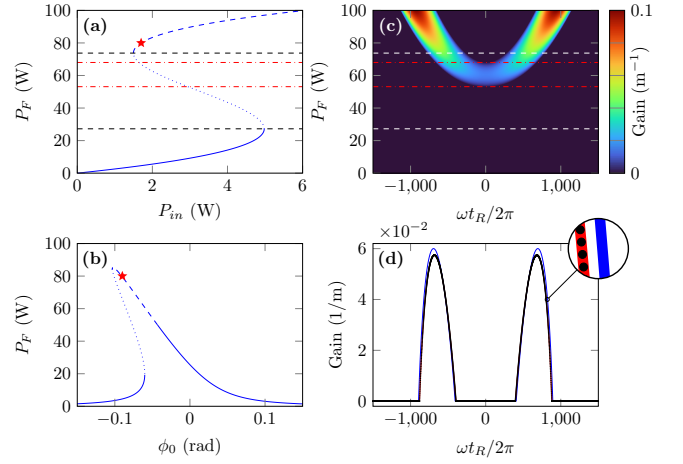 (a)
100
80
60
40
20
0
0
2
4
6
P_F (W)
P_in (W)
(c)
100
80
60
40
20
0
−1,000
0
1,000
P_F (W)
ωt_R/2π
0.1
0
Gain (m⁻¹)
(b)
100
80
60
40
20
0
−0.1
0
0.1
P_F (W)
ϕ₀ (rad)
·10⁻²
(d)
6
4
2
0
−1,000
0
1,000
Gain (1/m)
ωt_R/2π